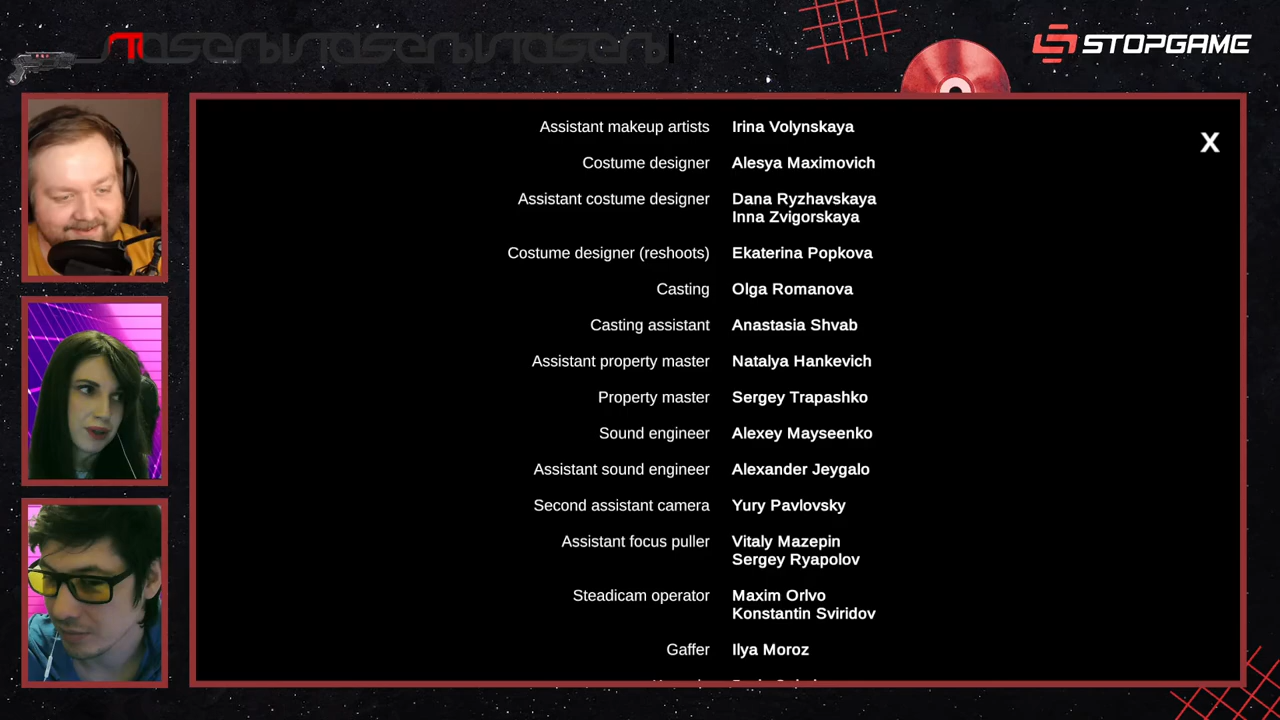 STOPGAME
X
Assistant makeup artists Irina Volynskaya
Costume designer Alesya Maximovich
Assistant costume designer Dana Ryzhavskaya
Inna Zvigorskaya
Costume designer (reshoots) Ekaterina Popkova
Casting Olga Romanova
Casting assistant Anastasia Shvab
Assistant property master Natalya Hankevich
Property master Sergey Trapashko
Sound engineer Alexey Mayseenko
Assistant sound engineer Alexander Jeygalo
Second assistant camera Yury Pavlovsky
Assistant focus puller Vitaly Mazepin
Sergey Ryapolov
Steadicam operator Maxim Orlvo
Konstantin Sviridov
Gaffer Ilya Moroz